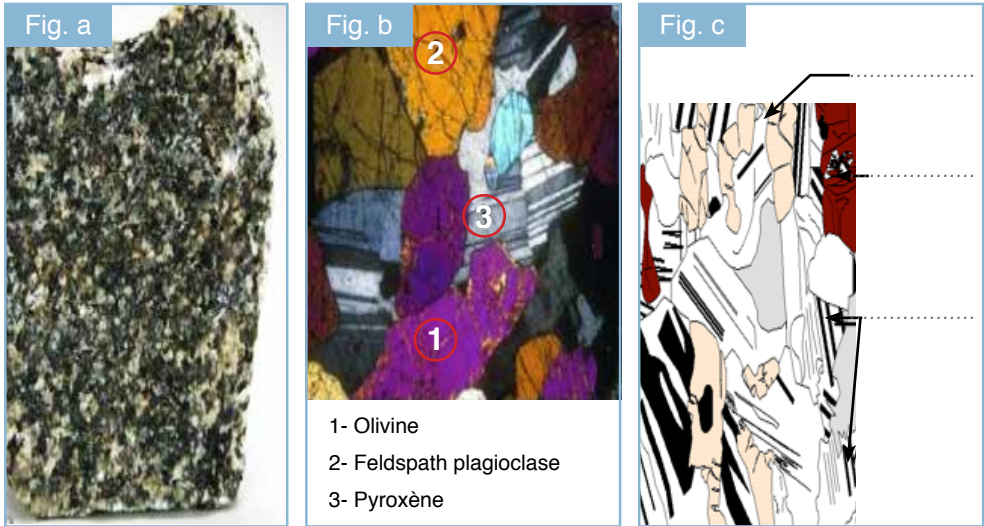 Fig. a
Fig. b
2
3
1
1- Olivine
2- Feldspath plagioclase
3- Pyroxène
Fig. c